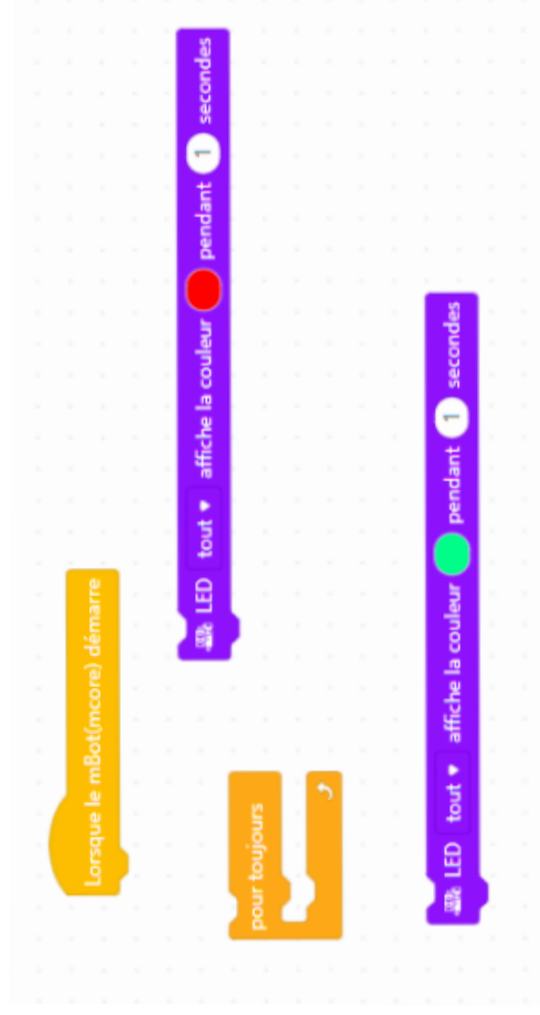 Lorsque le mBot(mcore) démarre
LED tout affiche la couleur pendant 1 secondes
pour toujours
LED tout affiche la couleur pendant 1 secondes